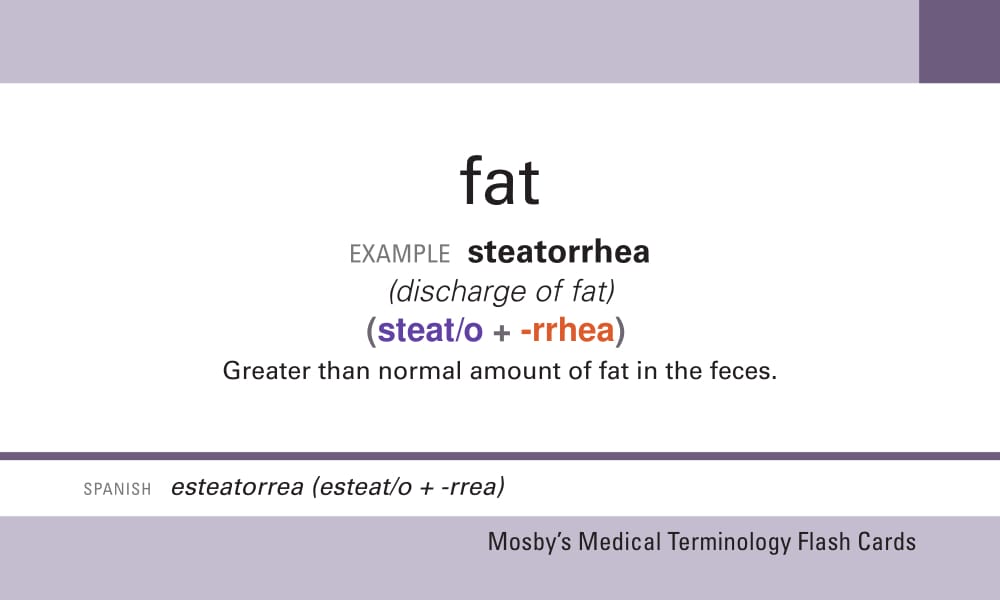 fat
EXAMPLE steatorrhea
(discharge of fat)
(steat/o + -rrhea)
Greater than normal amount of fat in the feces.
SPANISH esteatorrea (esteat/o + -rrea)
Mosby's Medical Terminology Flash Cards